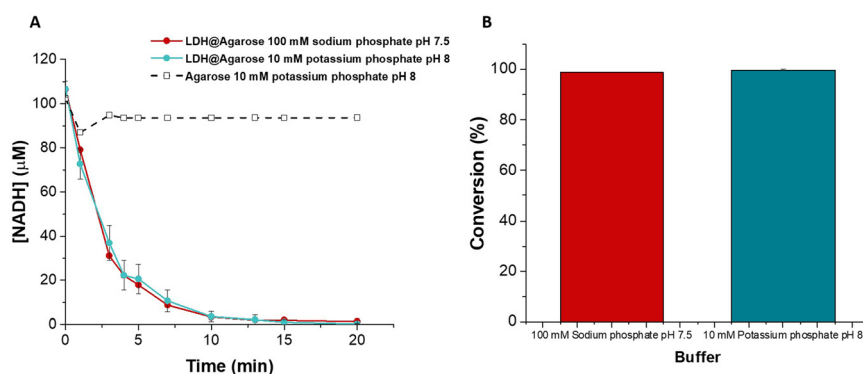 A
LDH@Agarose 100 mM sodium phosphate pH 7.5
LDH@Agarose 10 mM potassium phosphate pH 8
Agarose 10 mM potassium phosphate pH 8
120
100
80
60
40
20
0
[NADH] (μM)
0 5 10 15 20
Time (min)
B
100
80
60
40
20
0
Conversion (%)
100 mM Sodium phosphate pH 7.5 10 mM Potassium phosphate pH 8
Buffer